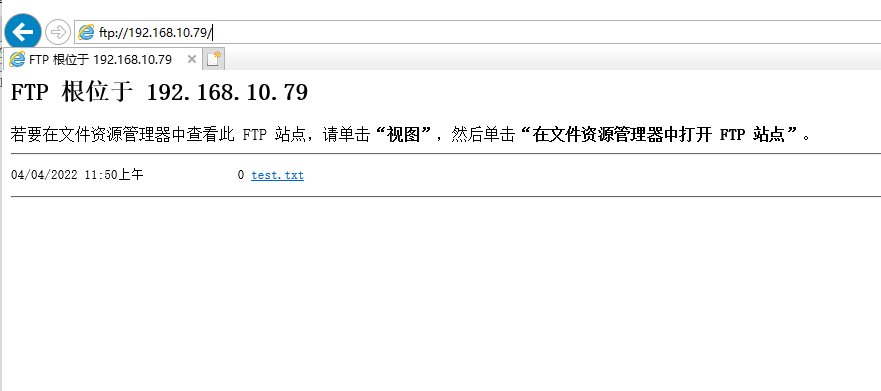 ftp://192.168.10.79/
FTP 根位于 192.168.10.79
FTP 根位于 192.168.10.79
若要在文件资源管理器中查看此 FTP 站点，请单击“视图”，然后单击“在文件资源管理器中打开 FTP 站点”。
04/04/2022 11:50上午 0 test.txt